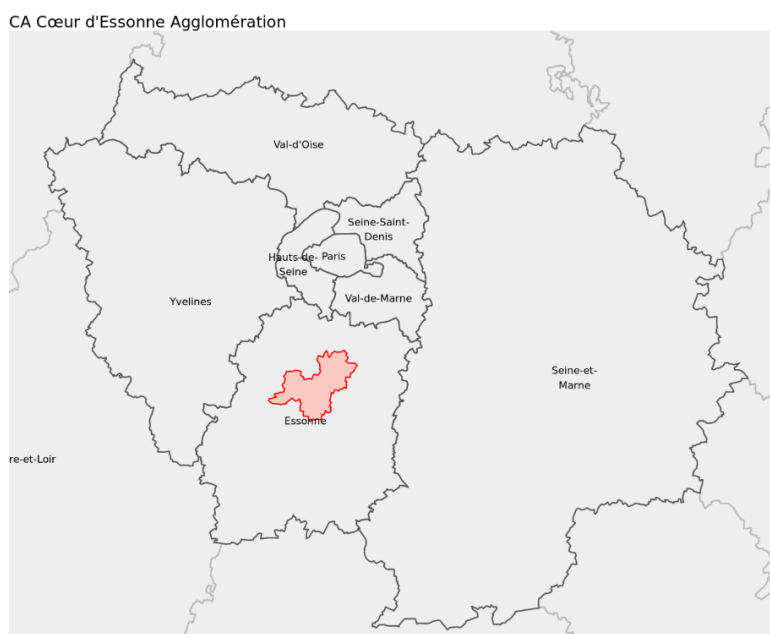 CA Cœur d'Essonne Agglomération
Val-d'Oise
Seine-Saint-
Denis
Hauts-de-
Seine
Paris
Val-de-Marne
Yvelines
Seine-et-
Marne
Essonne
re-et-Loir